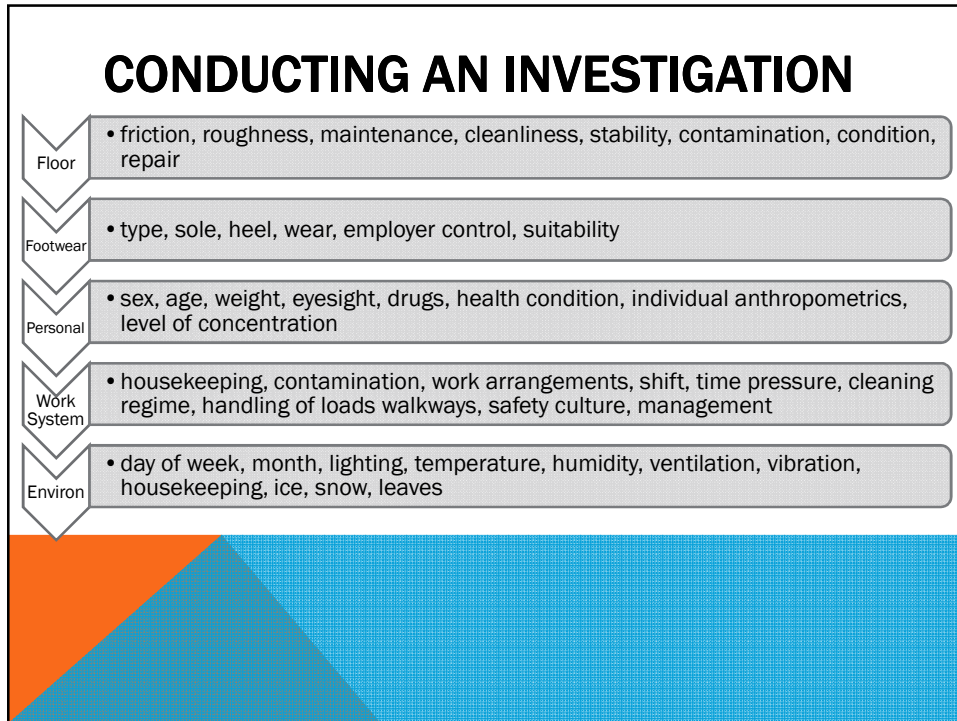 CONDUCTING AN INVESTIGATION
Floor
• friction, roughness, maintenance, cleanliness, stability, contamination, condition,
repair
Footwear
• type, sole, heel, wear, employer control, suitability
Personal
• sex, age, weight, eyesight, drugs, health condition, individual anthropometrics,
level of concentration
Work
System
• housekeeping, contamination, work arrangements, shift, time pressure, cleaning
regime, handling of loads walkways, safety culture, management
Environ
• day of week, month, lighting, temperature, humidity, ventilation, vibration,
housekeeping, ice, snow, leaves